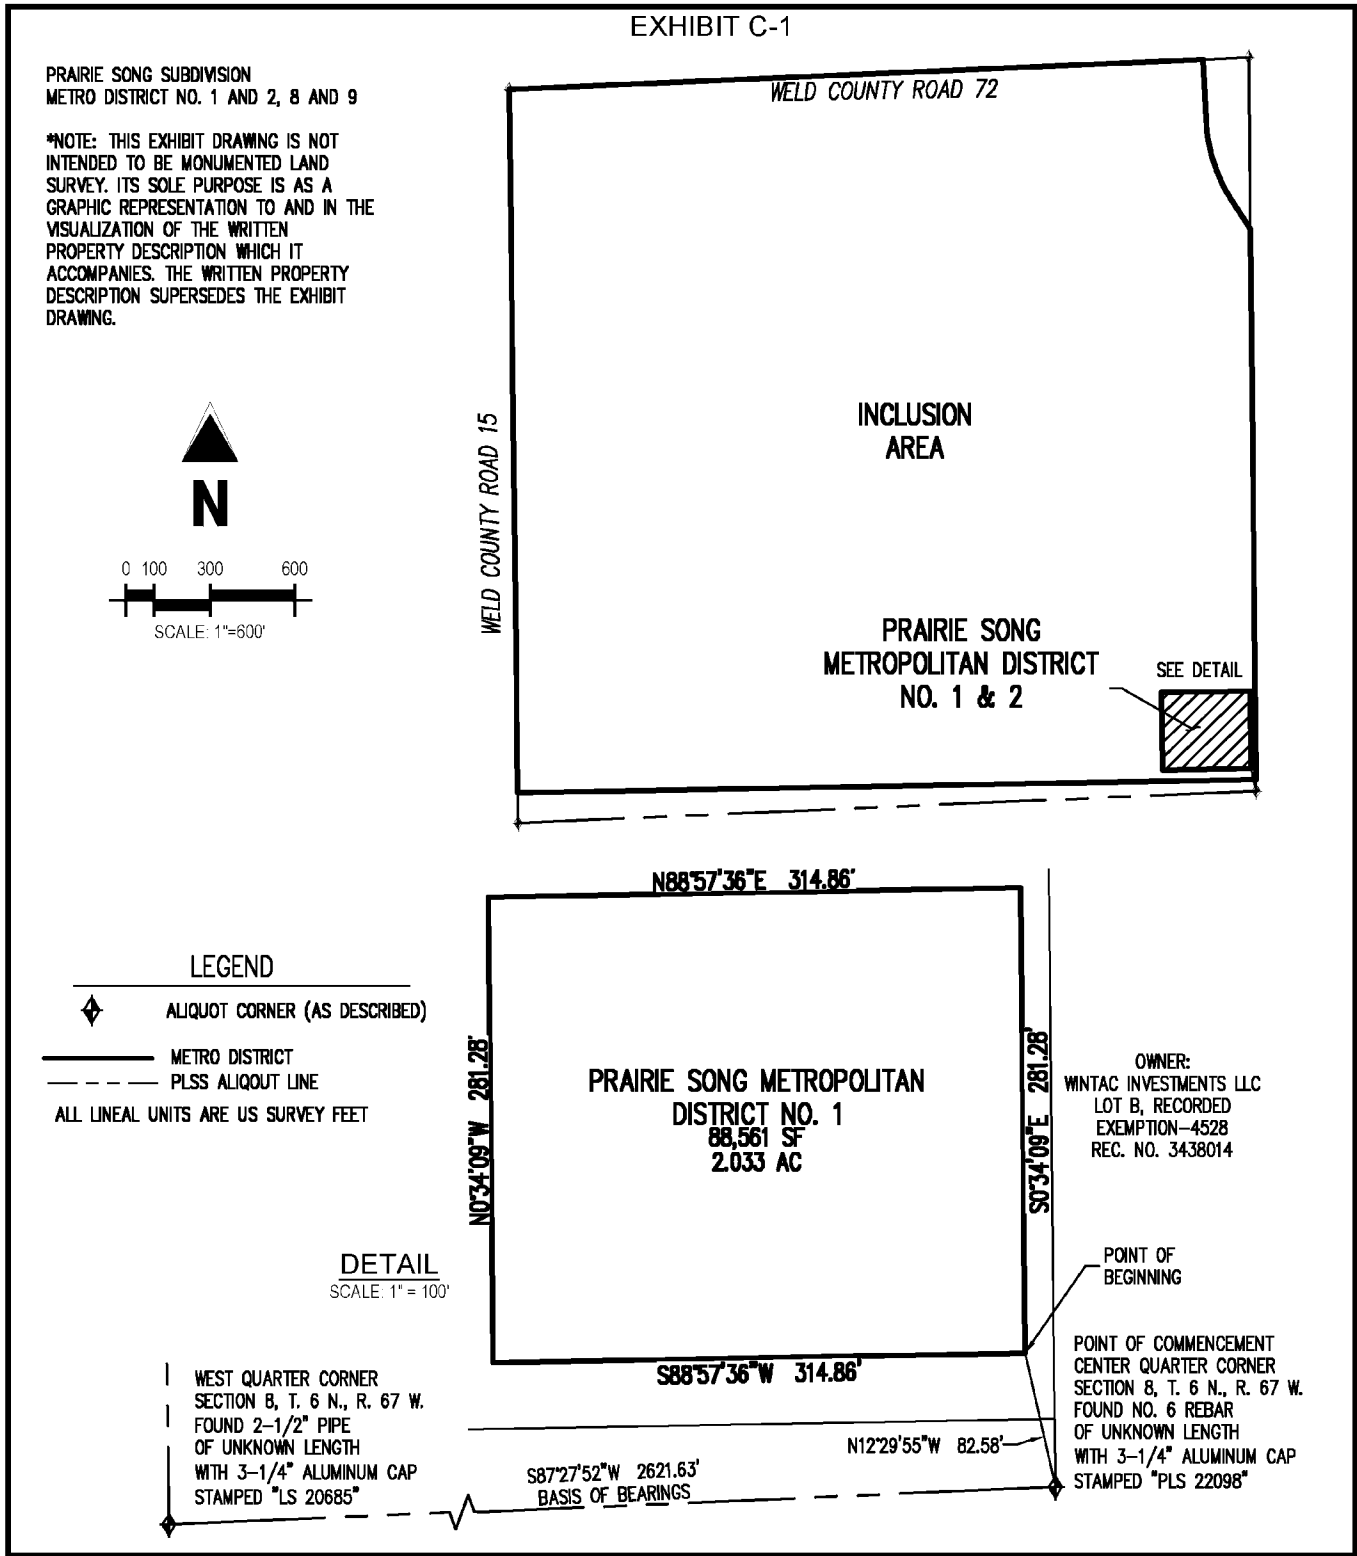 EXHIBIT C-1
PRAIRIE SONG SUBDIVISION
METRO DISTRICT NO. 1 AND 2, 8 AND 9
*NOTE: THIS EXHIBIT DRAWING IS NOT
INTENDED TO BE MONUMENTED LAND
SURVEY. ITS SOLE PURPOSE IS AS A
GRAPHIC REPRESENTATION TO AND IN THE
VISUALIZATION OF THE WRITTEN
PROPERTY DESCRIPTION WHICH IT
ACCOMPANIES. THE WRITTEN PROPERTY
DESCRIPTION SUPERSEDES THE EXHIBIT
DRAWING.
WELD COUNTY ROAD 72
INCLUSION
AREA
WELD COUNTY ROAD 15
N
0 100 300 600
SCALE: 1"=600'
PRAIRIE SONG
METROPOLITAN DISTRICT
NO. 1 & 2
SEE DETAIL
N88°57'36"E 314.86'
LEGEND
ALIQUOT CORNER (AS DESCRIBED)
METRO DISTRICT
PLSS ALIQOUT LINE
ALL LINEAL UNITS ARE US SURVEY FEET
N0°34'09"W 281.28'
PRAIRIE SONG METROPOLITAN
DISTRICT NO. 1
88,561 SF
2.033 AC
S0°34'09"E 281.28'
OWNER:
WINTAC INVESTMENTS LLC
LOT B, RECORDED
EXEMPTION-4528
REC. NO. 3438014
DETAIL
SCALE: 1" = 100'
POINT OF
BEGINNING
S88°57'36"W 314.86'
POINT OF COMMENCEMENT
CENTER QUARTER CORNER
SECTION 8, T. 6 N., R. 67 W.
FOUND NO. 6 REBAR
OF UNKNOWN LENGTH
WITH 3-1/4" ALUMINUM CAP
STAMPED "PLS 22098"
WEST QUARTER CORNER
SECTION 8, T. 6 N., R. 67 W.
FOUND 2-1/2" PIPE
OF UNKNOWN LENGTH
WITH 3-1/4" ALUMINUM CAP
STAMPED "LS 20685"
N12°29'55"W 82.58'
S87°27'52"W 2621.63'
BASIS OF BEARINGS